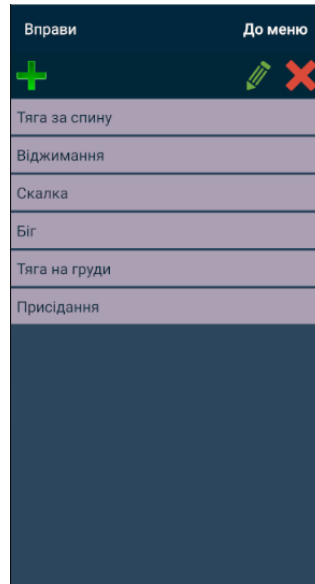 Вправи До меню
Тяга за спину
Віджимання
Скалка
Біг
Тяга на груди
Присідання